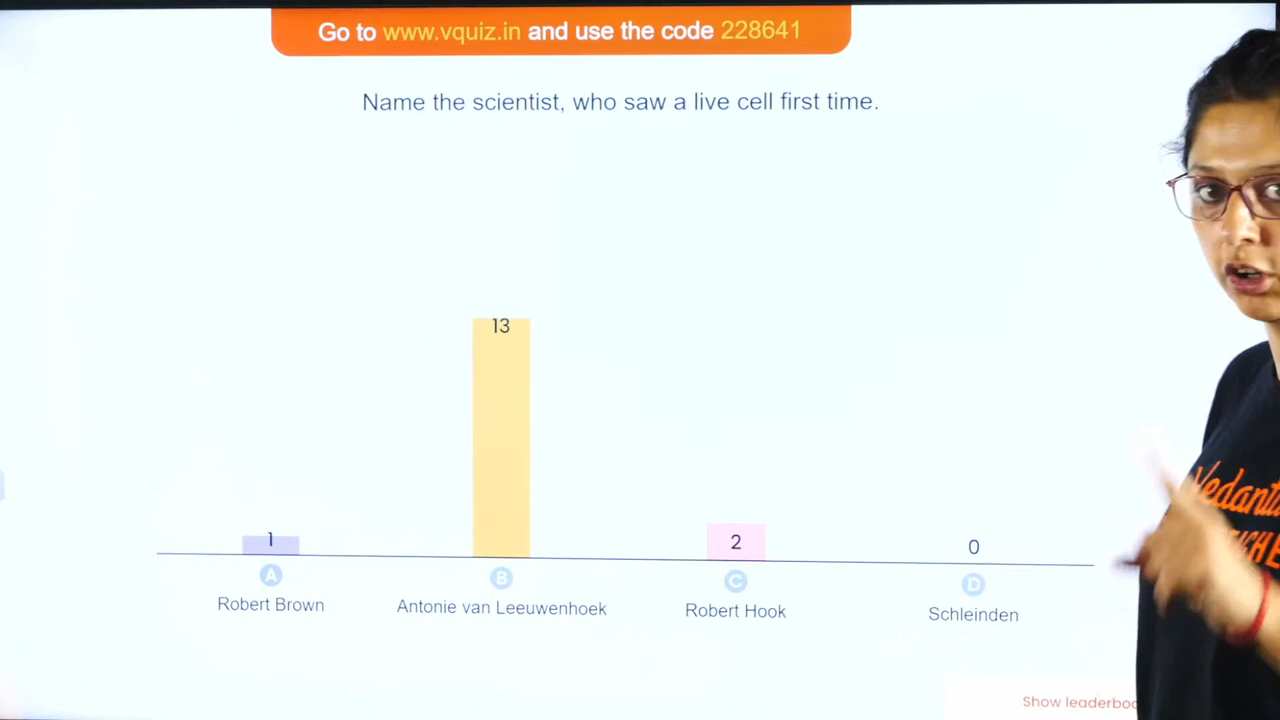 Go to www.vquiz.in and use the code 228641
Name the scientist, who saw a live cell first time.
1
13
2
0
A
B
C
D
Robert Brown
Antonie van Leeuwenhoek
Robert Hook
Schleinden
Show